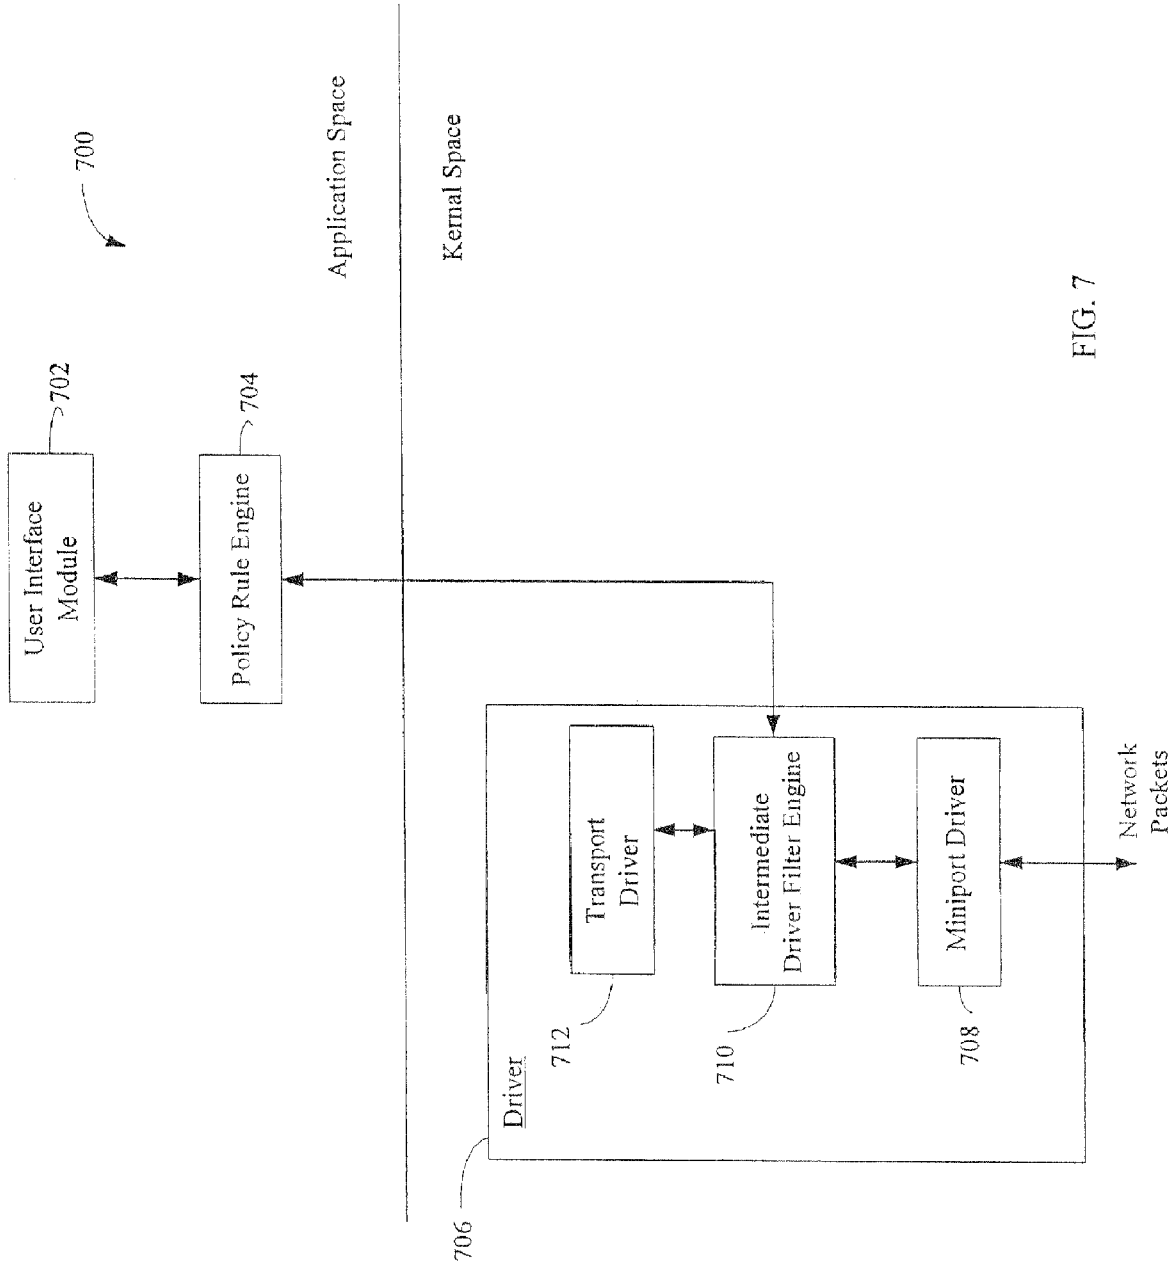 700
User Interface
Module
702
Policy Rule Engine
704
Application Space
Kernal Space
706
Driver
Transport
Driver
712
Intermediate
Driver Filter Engine
710
Miniport Driver
708
Network
Packets
FIG. 7